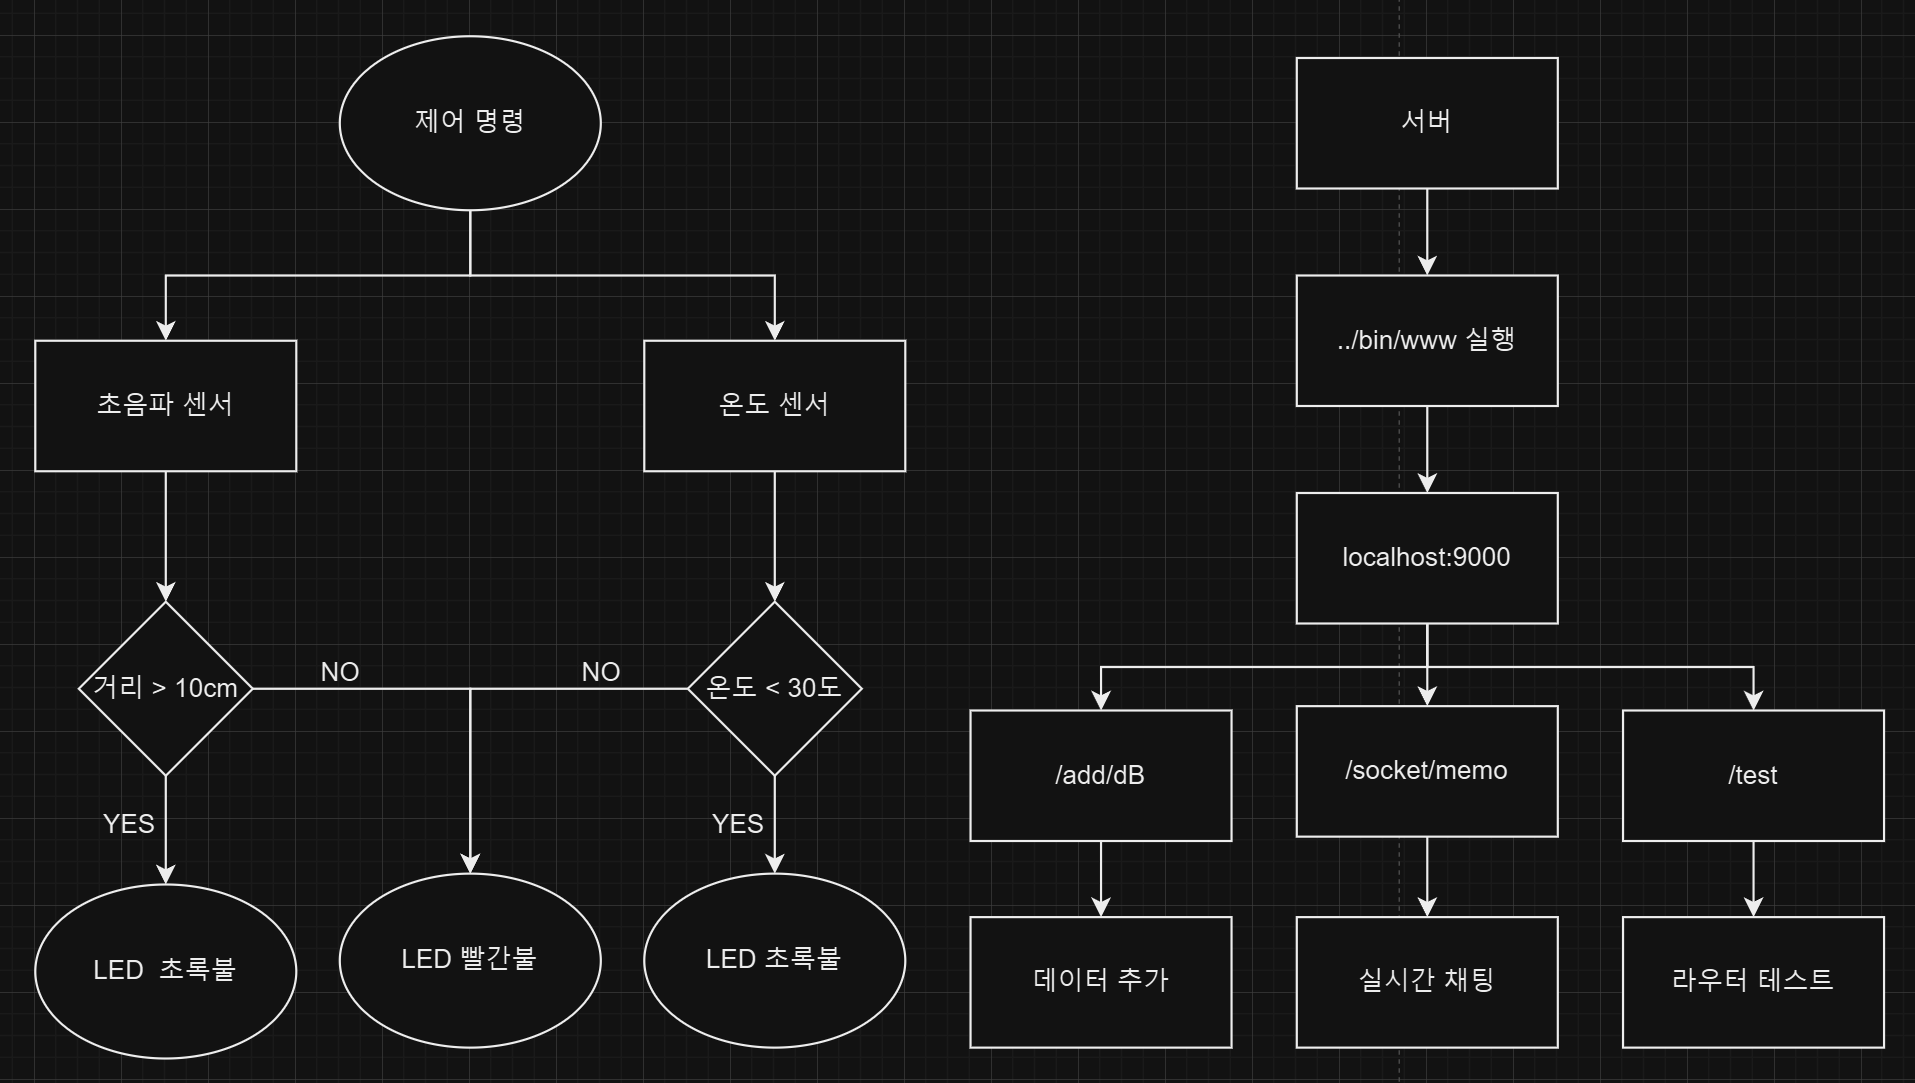 제어 명령
초음파 센서
온도 센서
거리 > 10cm
NO
NO
온도 < 30도
YES
YES
LED  초록불
LED 빨간불
LED 초록불
서버
../bin/www 실행
localhost:9000
/add/dB
/socket/memo
/test
데이터 추가
실시간 채팅
라우터 테스트